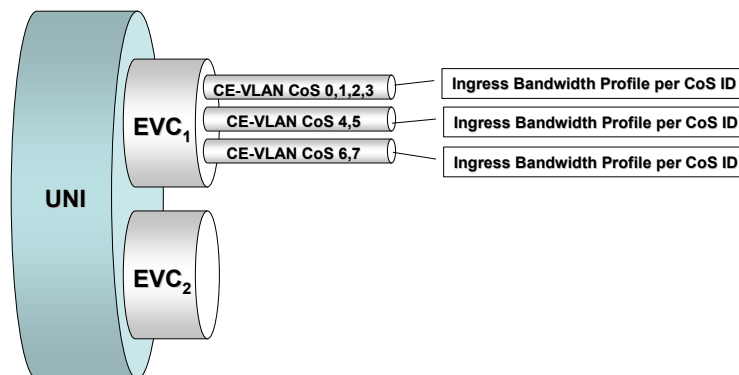 CE-VLAN CoS 0,1,2,3
Ingress Bandwidth Profile per CoS ID
EVC1
CE-VLAN CoS 4,5
Ingress Bandwidth Profile per CoS ID
CE-VLAN CoS 6,7
Ingress Bandwidth Profile per CoS ID
UNI
EVC2